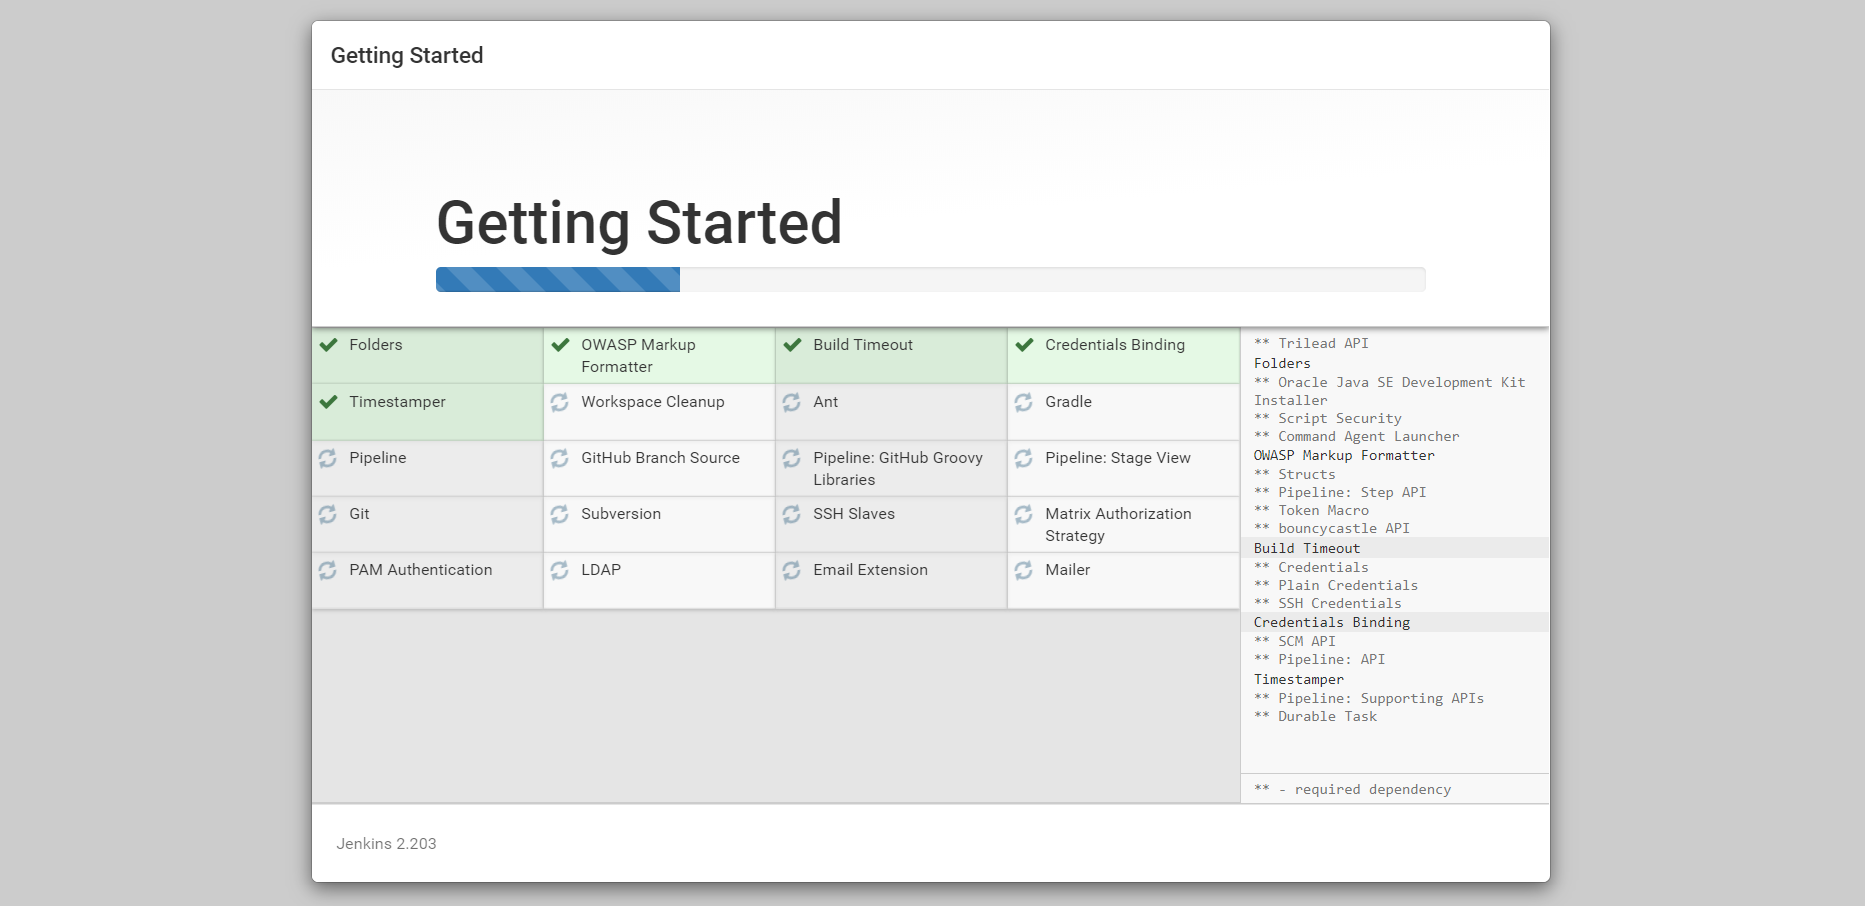 Getting Started
Getting Started
Folders
OWASP Markup
Formatter
Build Timeout
Credentials Binding
Timestamper
Workspace Cleanup
Ant
Gradle
Pipeline
GitHub Branch Source
Pipeline: GitHub Groovy
Libraries
Pipeline: Stage View
Git
Subversion
SSH Slaves
Matrix Authorization
Strategy
PAM Authentication
LDAP
Email Extension
Mailer
** Trilead API
Folders
** Oracle Java SE Development Kit
Installer
** Script Security
** Command Agent Launcher
OWASP Markup Formatter
** Structs
** Pipeline: Step API
** Token Macro
** bouncycastle API
Build Timeout
** Credentials
** Plain Credentials
** SSH Credentials
Credentials Binding
** SCM API
** Pipeline: API
Timestamper
** Pipeline: Supporting APIs
** Durable Task
** - required dependency
Jenkins 2.203